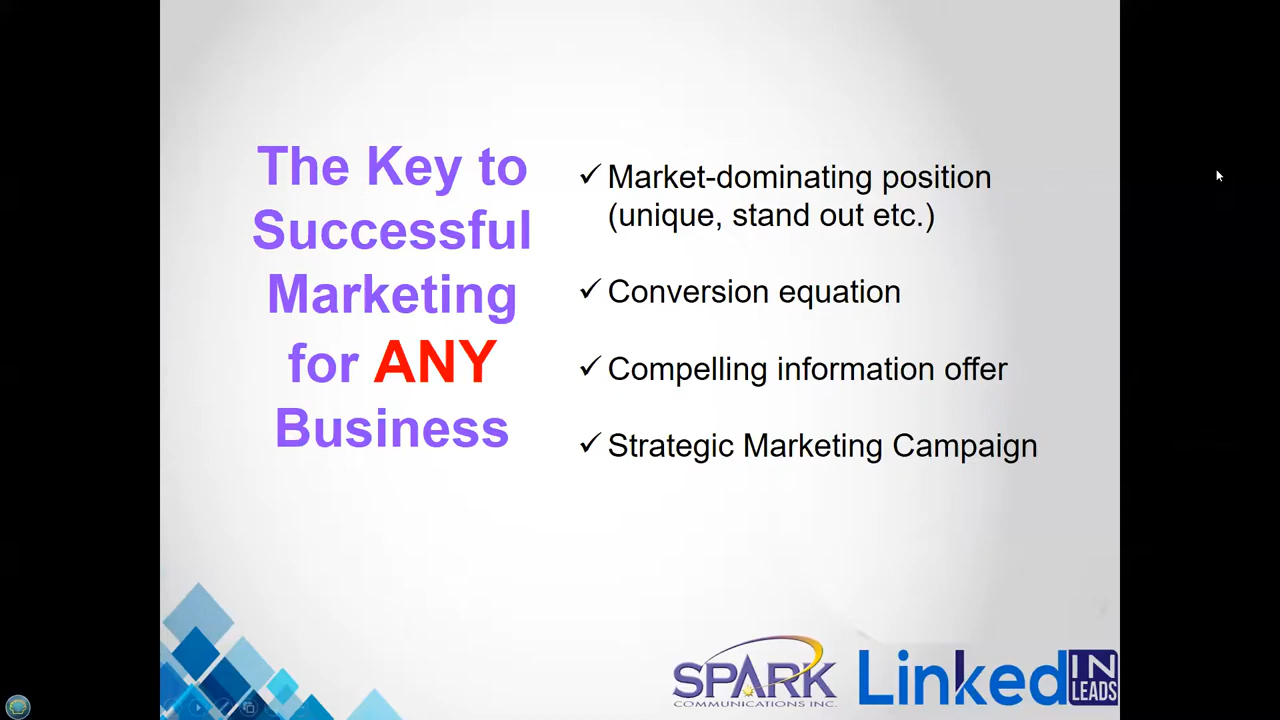 The Key to
Successful
Marketing
for ANY
Business
✓ Market-dominating position
(unique, stand out etc.)
✓ Conversion equation
✓ Compelling information offer
✓ Strategic Marketing Campaign
SPARK
COMMUNICATIONS INC.
Linked IN
LEADS